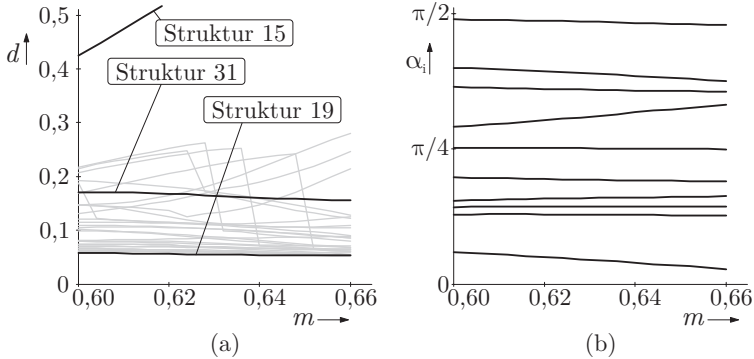 0,5
d
Struktur 15
0,4
Struktur 31
0,3
Struktur 19
0,2
0,1
0
0,60
0,62
0,64
0,66
m
(a)
π/2
αi
π/4
0
0,60
0,62
0,64
0,66
m
(b)